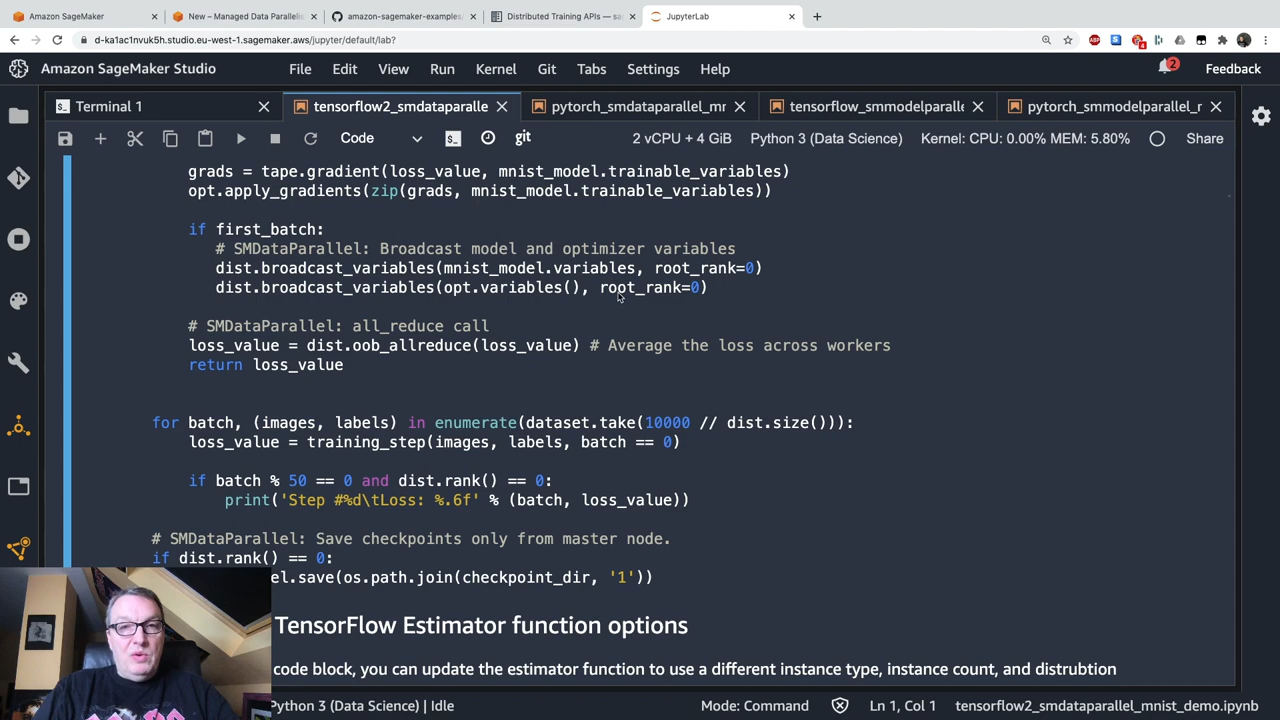 Amazon SageMaker
New – Managed Data Parallelis
amazon-sagemaker-examples/
Distributed Training APIs — sag
JupyterLab
d-ka1ac1nvuk5h.studio.eu-west-1.sagemaker.aws/jupyter/default/lab?
Amazon SageMaker Studio
File Edit View Run Kernel Git Tabs Settings Help
2
Feedback
Terminal 1
tensorflow2_smdataparalle
pytorch_smdataparallel_mn
tensorflow_smmodelparalle
pytorch_smmodelparallel_r
Code
git
2 vCPU + 4 GiB
Python 3 (Data Science)
Kernel: CPU: 0.00% MEM: 5.80%
Share
grads = tape.gradient(loss_value, mnist_model.trainable_variables)
opt.apply_gradients(zip(grads, mnist_model.trainable_variables))
if first_batch:
# SMDataParallel: Broadcast model and optimizer variables
dist.broadcast_variables(mnist_model.variables, root_rank=0)
dist.broadcast_variables(opt.variables(), root_rank=0)
# SMDataParallel: all_reduce call
loss_value = dist.oob_allreduce(loss_value) # Average the loss across workers
return loss_value
for batch, (images, labels) in enumerate(dataset.take(10000 // dist.size())):
loss_value = training_step(images, labels, batch == 0)
if batch % 50 == 0 and dist.rank() == 0:
print('Step #%d\tLoss: %.6f' % (batch, loss_value))
# SMDataParallel: Save checkpoints only from master node.
if dist.rank() == 0:
el.save(os.path.join(checkpoint_dir, '1'))
TensorFlow Estimator function options
code block, you can update the estimator function to use a different instance type, instance count, and distrubtion
Python 3 (Data Science) | Idle
Mode: Command
Ln 1, Col 1
tensorflow2_smdataparallel_mnist_demo.ipynb